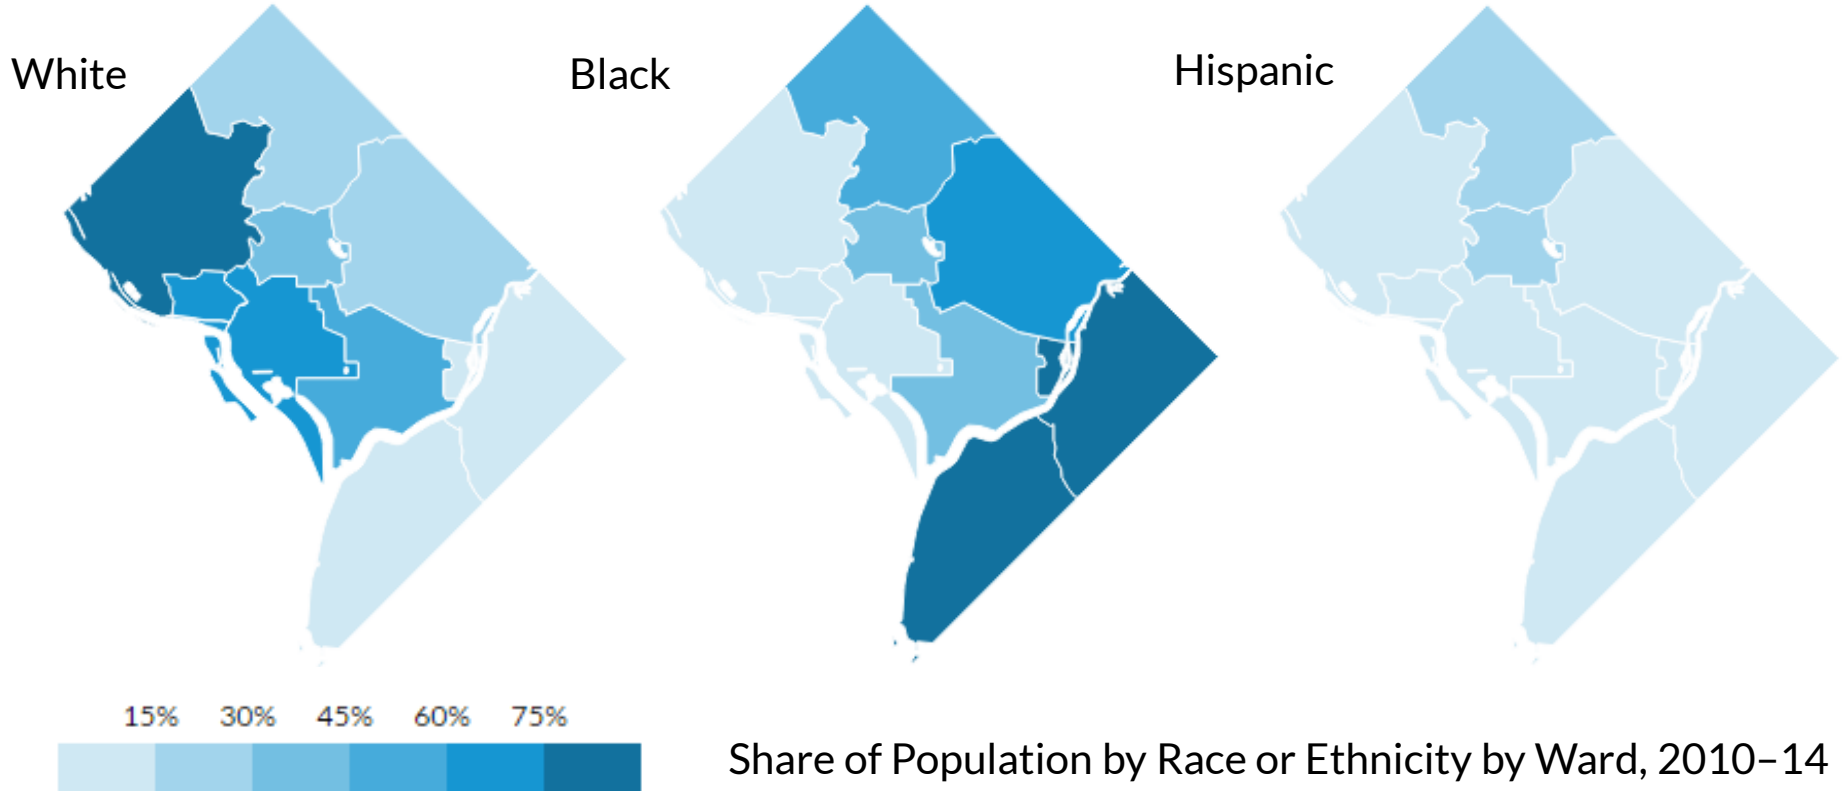 White
Black
Hispanic
15% 30% 45% 60% 75%
Share of Population by Race or Ethnicity by Ward, 2010–14